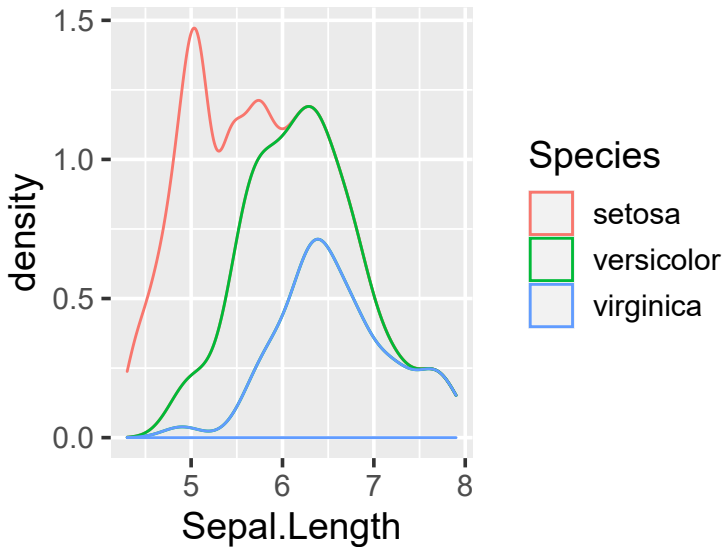 1.5
1.0
0.5
0.0
density
5 6 7 8
Sepal.Length
Species
setosa
versicolor
virginica